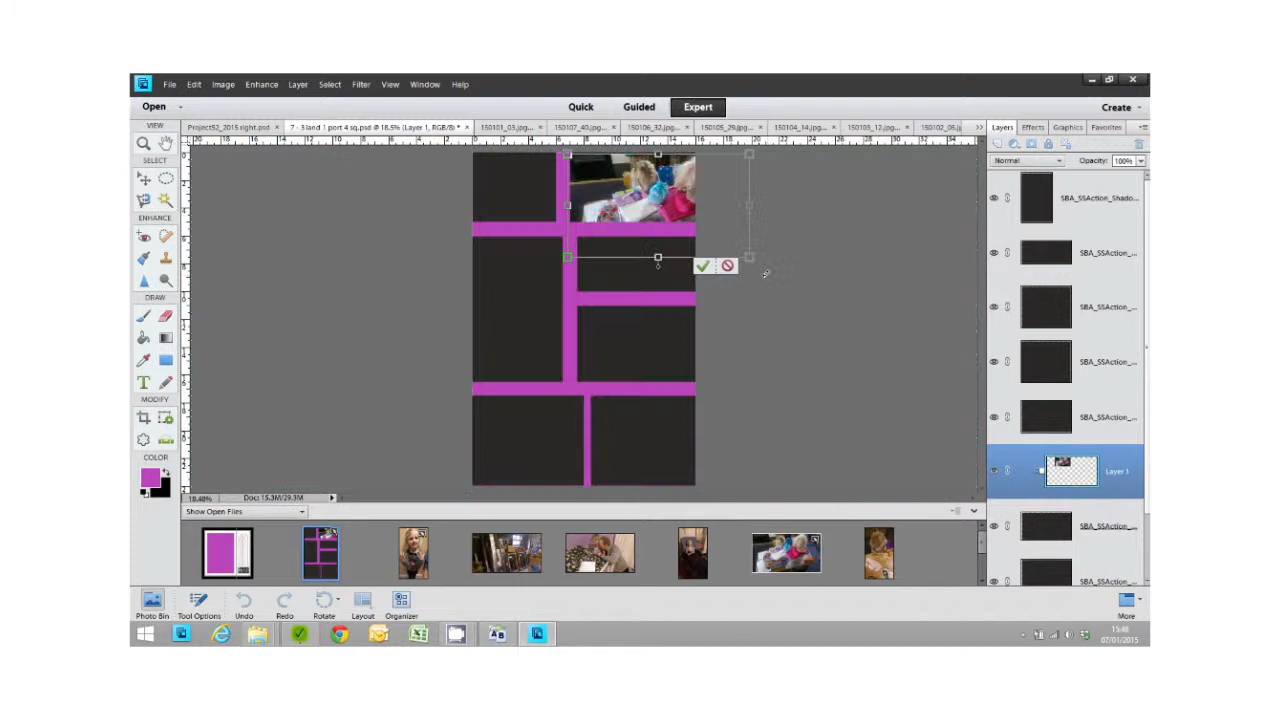 File Edit Image Enhance Layer Select Filter View Window Help
Open Quick Guided Expert Create
VIEW
SELECT
ENHANCE
DRAW
T
MODIFY
COLOR
Project52_2015 right.psd × 7 - 3 land 1 port 4 sq.psd @ 18.5% (Layer 1, RGB/8) * × 150101_03.jpg... × 150107_40.jpg... × 150106_32.jpg... × 150105_29.jpg... × 150104_14.jpg... × 150103_12.jpg... ×
Layers Effects Graphics Favorites
Normal Opacity: 100%
SBA_SSAction_Shado...
SBA_SSAction_...
SBA_SSAction_...
SBA_SSAction_...
SBA_SSAction_...
Layer 1
SBA_SSAction_...
SBA_SSAction_...
18.48% Doc: 15.3M/29.3M
Show Open Files
Photo Bin Tool Options Undo Redo Rotate Layout Organizer More
15:48
07/01/2015